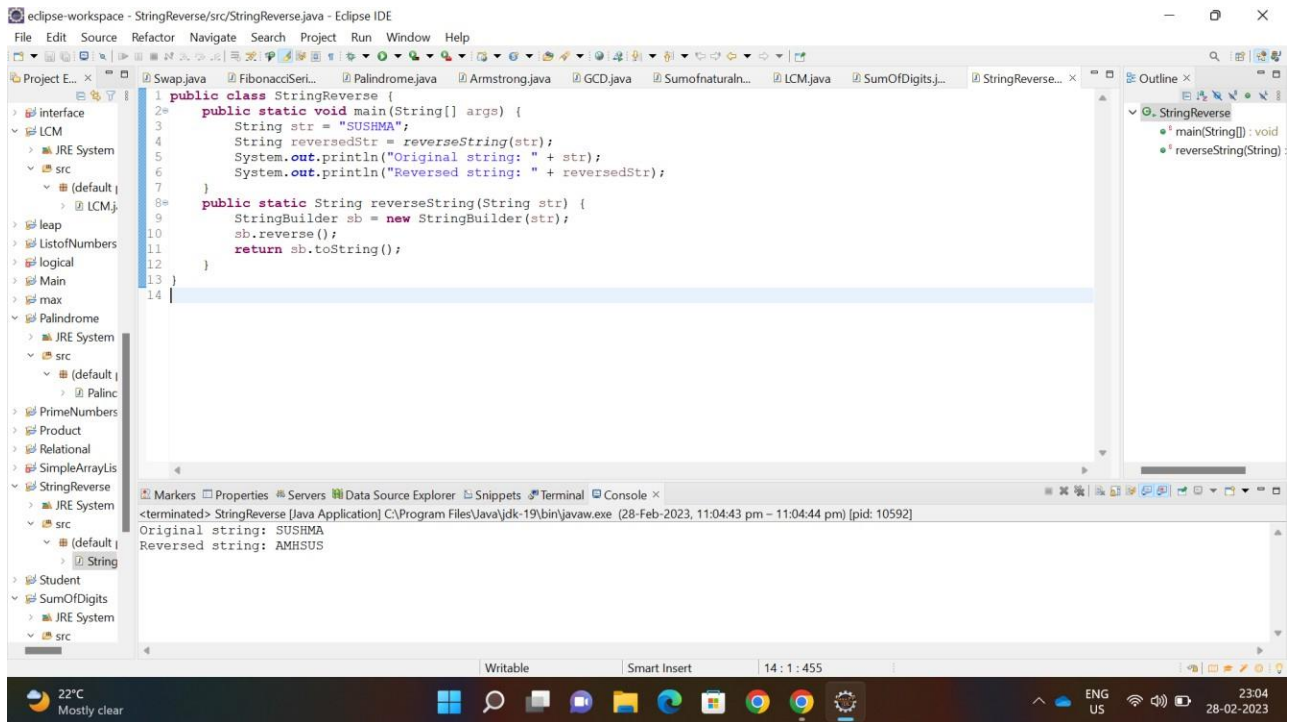 eclipse-workspace - StringReverse/src/StringReverse.java - Eclipse IDE
File Edit Source Refactor Navigate Search Project Run Window Help
Project E...
Swap.java FibonacciSeri... Palindrome.java Armstrong.java GCD.java Sumofnaturaln... LCM.java SumOfDigits.j... StringReverse...
interface
LCM
JRE System
src
(default
LCM.j
leap
ListofNumbers
logical
Main
max
Palindrome
JRE System
src
(default
Palinc
PrimeNumbers
Product
Relational
SimpleArrayLis
StringReverse
JRE System
src
(default
String
Student
SumOfDigits
JRE System
src
1 public class StringReverse {
2     public static void main(String[] args) {
3         String str = "SUSHMA";
4         String reversedStr = reverseString(str);
5         System.out.println("Original string: " + str);
6         System.out.println("Reversed string: " + reversedStr);
7     }
8     public static String reverseString(String str) {
9         StringBuilder sb = new StringBuilder(str);
10         sb.reverse();
11         return sb.toString();
12     }
13 }
14
Outline
StringReverse
main(String[]) : void
reverseString(String) :
Markers Properties Servers Data Source Explorer Snippets Terminal Console
<terminated> StringReverse [Java Application] C:\Program Files\Java\jdk-19\bin\javaw.exe (28-Feb-2023, 11:04:43 pm – 11:04:44 pm) [pid: 10592]
Original string: SUSHMA
Reversed string: AMHSUS
Writable Smart Insert 14 : 1 : 455
22°C
Mostly clear
ENG
US
23:04
28-02-2023